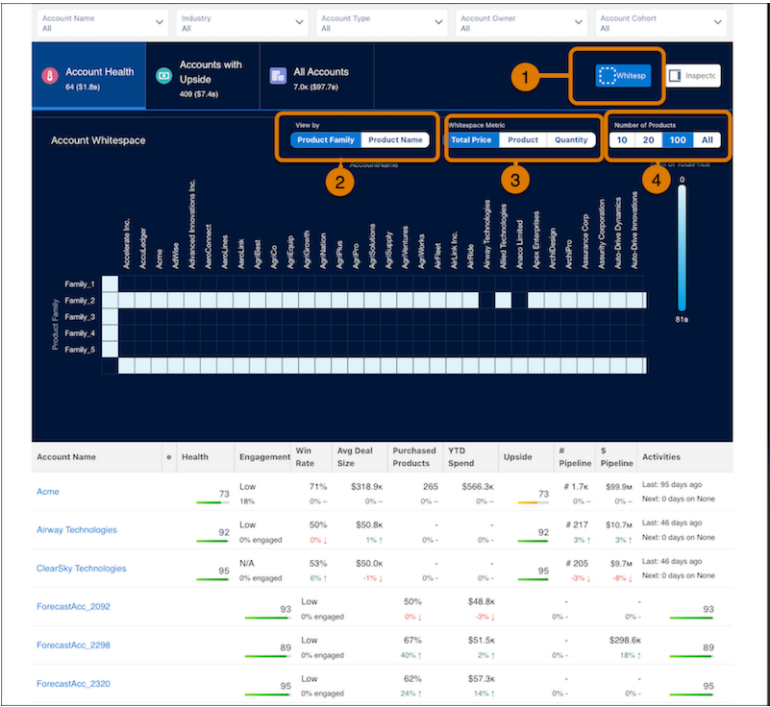 Account Name
All
Industry
All
Account Type
All
Account Owner
All
Account Cohort
All
Account Health
64 ($1.8B)
Accounts with
Upside
409 ($7.4B)
All Accounts
7.0K ($97.7B)
1
Whitesp
Inspectc
Account Whitespace
View by
Product Family
Product Name
Whitespace Metric
Total Price
Product
Quantity
Number of Products
10
20
100
All
2
3
4
AccountName
of TotalPrice
0
81B
Accelerate Inc.
AccuLedger
Acme
AdWise
Advanced Innovations Inc.
AeroConnect
AeroLines
AeroLink
AgriBest
AgriCo
AgriEquip
AgriGrowth
AgriNation
AgriPlus
AgriPro
AgriSolutions
AgriSupply
AgriVentures
AgriWorks
AirFleet
AirLink Inc.
AirRide
Airway Technologies
Allied Technologies
Anaco Limited
Apex Enterprises
ArchDesign
ArchPro
Assurance Corp
Assurity Corporation
Auto-Drive Dynamics
Auto-Drive Innovations
Product Family
Family_1
Family_2
Family_3
Family_4
Family_5
Account Name
Health
Engagement
Win
Rate
Avg Deal
Size
Purchased
Products
YTD
Spend
Upside
#
Pipeline
$
Pipeline
Activities
Acme 73 Low 71% $318.9K 265 $566.3K 73 # 1.7K $99.9M Last: 95 days ago
18% 0% – 0% – 0% – 0% – 0% – 0% – Next: 0 days on None
Airway Technologies 92 Low 50% $50.8K - - 92 # 217 $10.7M Last: 46 days ago
0% engaged 0% ↓ 1% ↑ 0% - 0% - 3% ↑ 3% ↑ Next: 0 days on None
ClearSky Technologies 95 N/A 53% $50.0K - - 95 # 205 $9.7M Last: 46 days ago
0% engaged 6% ↑ -1% ↓ 0% - 0% - -3% ↓ -8% ↓ Next: 0 days on None
ForecastAcc_2092 93 Low 50% $48.8K - - 93
0% engaged 0% ↓ -3% ↓ 0% - 0% -
ForecastAcc_2298 89 Low 67% $51.5K - $298.6K 89
0% engaged 40% ↑ 2% ↑ 0% - 18% ↑
ForecastAcc_2320 95 Low 62% $57.3K - - 95
0% engaged 24% ↑ 14% ↑ 0% - 0% -